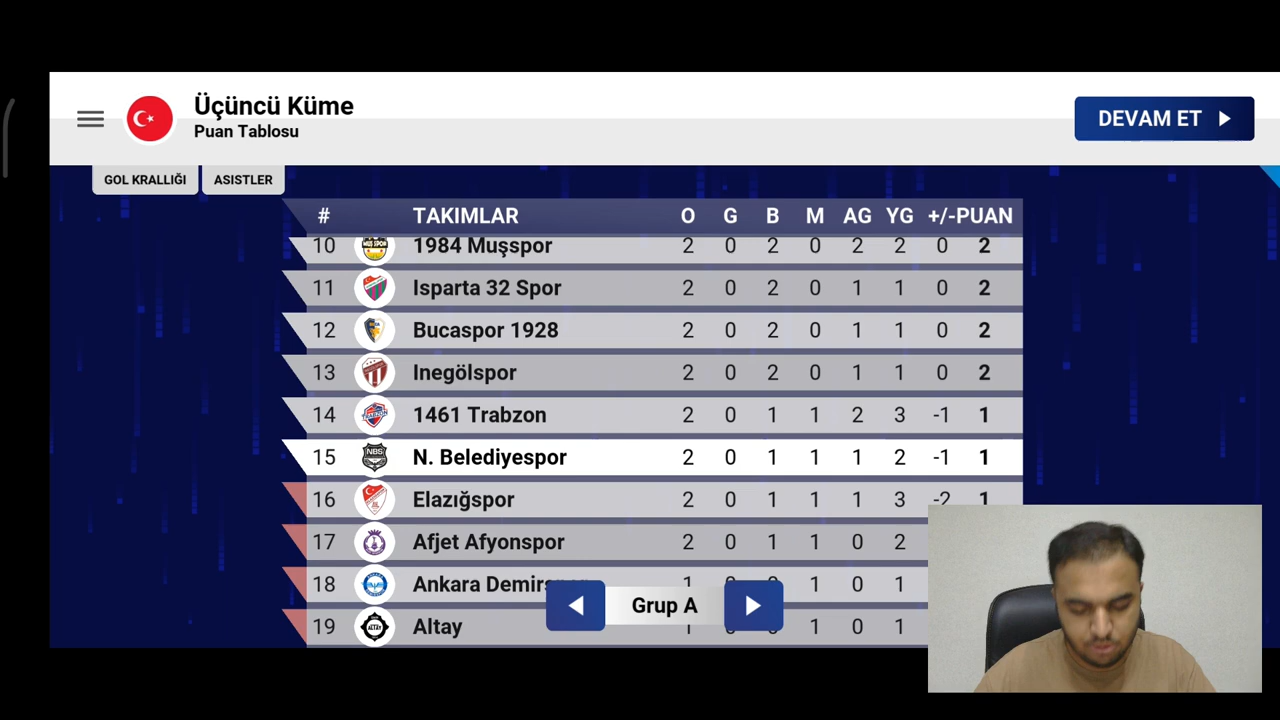 Üçüncü Küme
Puan Tablosu
DEVAM ET
GOL KRALLIĞI
ASISTLER
# TAKIMLAR O G B M AG YG +/- PUAN
10 1984 Muşspor 2 0 2 0 2 2 0 2
11 Isparta 32 Spor 2 0 2 0 1 1 0 2
12 Bucaspor 1928 2 0 2 0 1 1 0 2
13 Inegölspor 2 0 2 0 1 1 0 2
14 1461 Trabzon 2 0 1 1 2 3 -1 1
15 NBS N. Belediyespor 2 0 1 1 1 2 -1 1
16 Elazığspor 2 0 1 1 1 3 -2 1
17 Afjet Afyonspor 2 0 1 1 0 2
18 Ankara 1 0 1
19 ALTAY Altay 1 0 1
Grup A